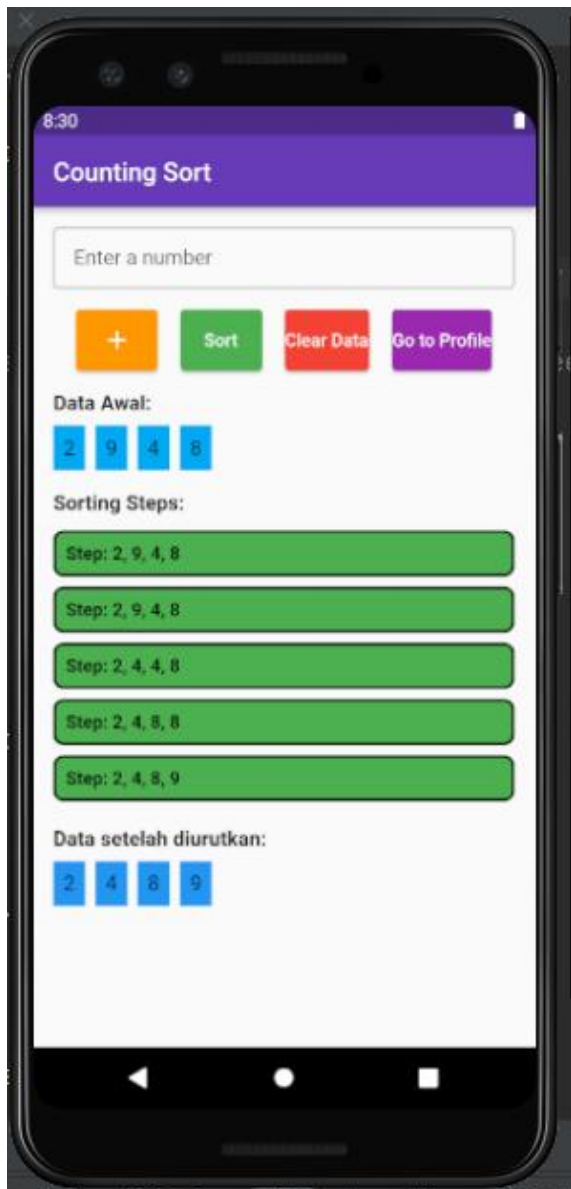 8:30
Counting Sort
Enter a number
+ Sort Clear Data Go to Profile
Data Awal:
2 9 4 8
Sorting Steps:
Step: 2, 9, 4, 8
Step: 2, 9, 4, 8
Step: 2, 4, 4, 8
Step: 2, 4, 8, 8
Step: 2, 4, 8, 9
Data setelah diurutkan:
2 4 8 9